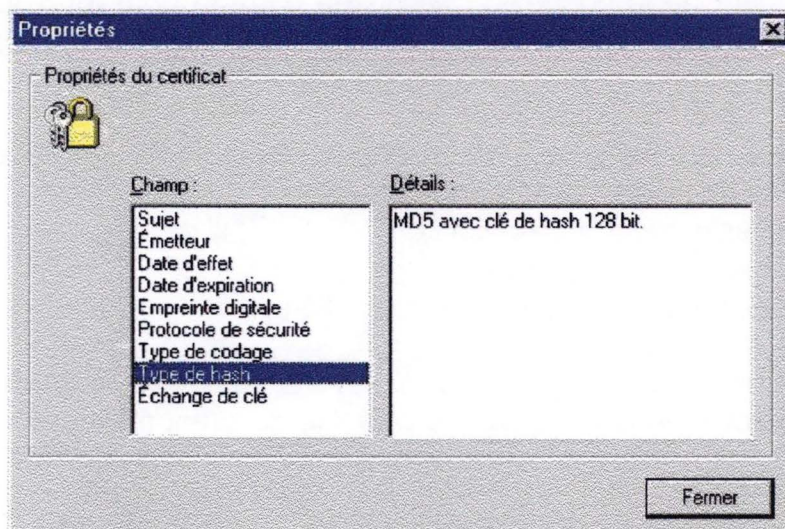 Propriétés
Propriétés du certificat
Champ :
Sujet
Émetteur
Date d'effet
Date d'expiration
Empreinte digitale
Protocole de sécurité
Type de codage
Type de hash
Échange de clé
Détails :
MD5 avec clé de hash 128 bit.
Fermer